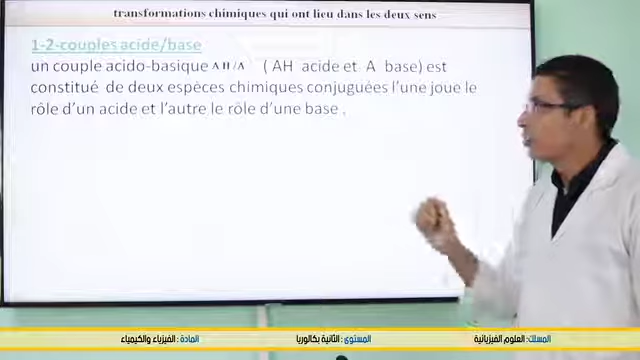 transformations chimiques qui ont lieu dans les deux sens
1-2-couples acide/base
un couple acido-basique AH/A ( AH acide et A base) est
constitué de deux espèces chimiques conjuguées l'une joue le
rôle d'un acide et l'autre le rôle d'une base .
المسلك: العلوم الفيزيائية المستوى: الثانية بكالوريا المادة: الفيزياء والكيمياء